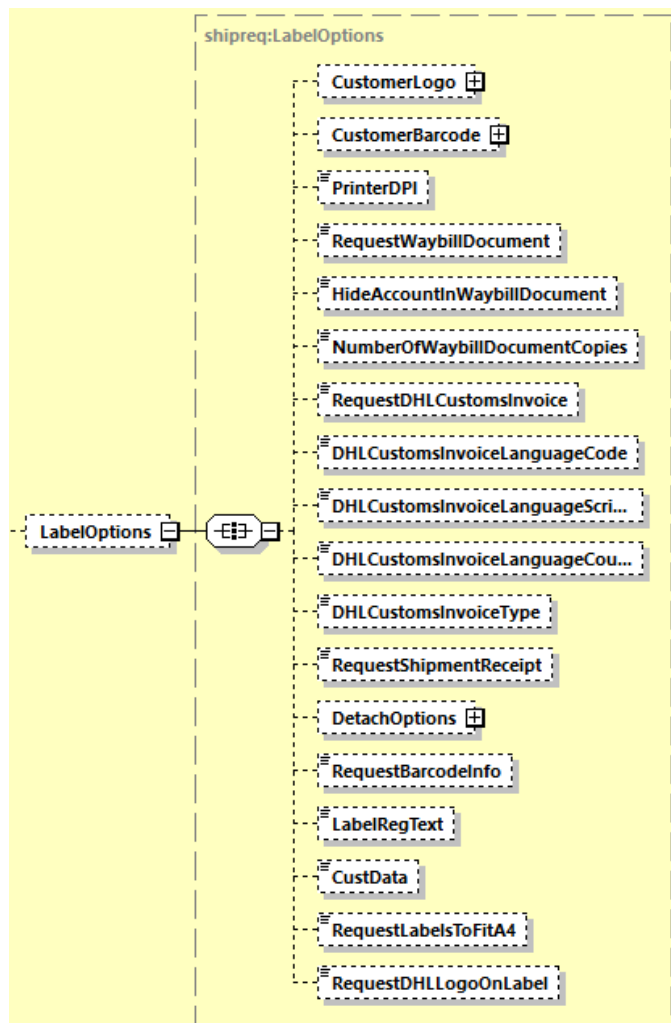 shipreq:LabelOptions
CustomerLogo
CustomerBarcode
PrinterDPI
RequestWaybillDocument
HideAccountInWaybillDocument
NumberOfWaybillDocumentCopies
RequestDHLCustomsInvoice
DHLCustomsInvoiceLanguageCode
DHLCustomsInvoiceLanguageScri...
LabelOptions
DHLCustomsInvoiceLanguageCou...
DHLCustomsInvoiceType
RequestShipmentReceipt
DetachOptions
RequestBarcodeInfo
LabelRegText
CustData
RequestLabelsToFitA4
RequestDHLLogoOnLabel